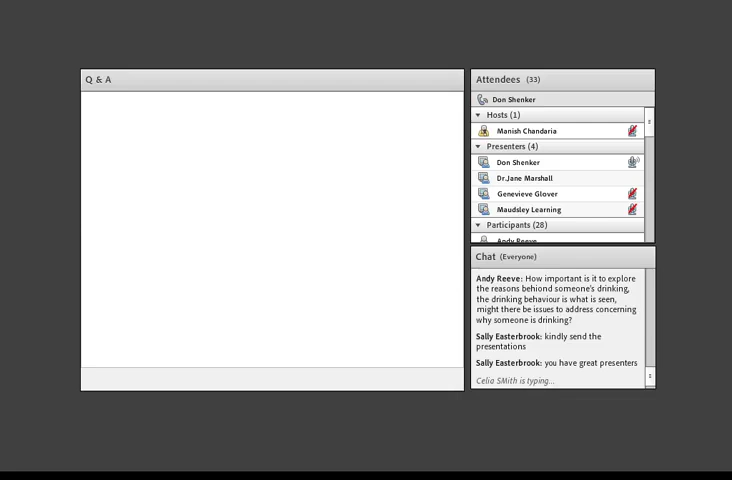 Q & A
Attendees (33)
Don Shenker
Hosts (1)
Manish Chandaria
Presenters (4)
Don Shenker
Dr.Jane Marshall
Genevieve Glover
Maudsley Learning
Participants (28)
Andy Reeve
Chat (Everyone)
Andy Reeve: How important is it to explore
the reasons behiond someone's drinking,
the drinking behaviour is what is seen,
might there be issues to address concerning
why someone is drinking?
Sally Easterbrook: kindly send the
presentations
Sally Easterbrook: you have great presenters
Celia SMith is typing...